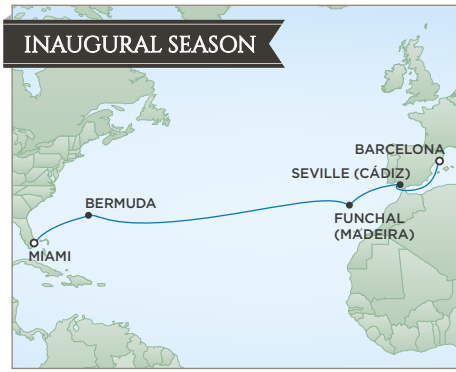 INAUGURAL SEASON
BARCELONA
SEVILLE (CÁDIZ)
BERMUDA
FUNCHAL
(MADEIRA)
MIAMI